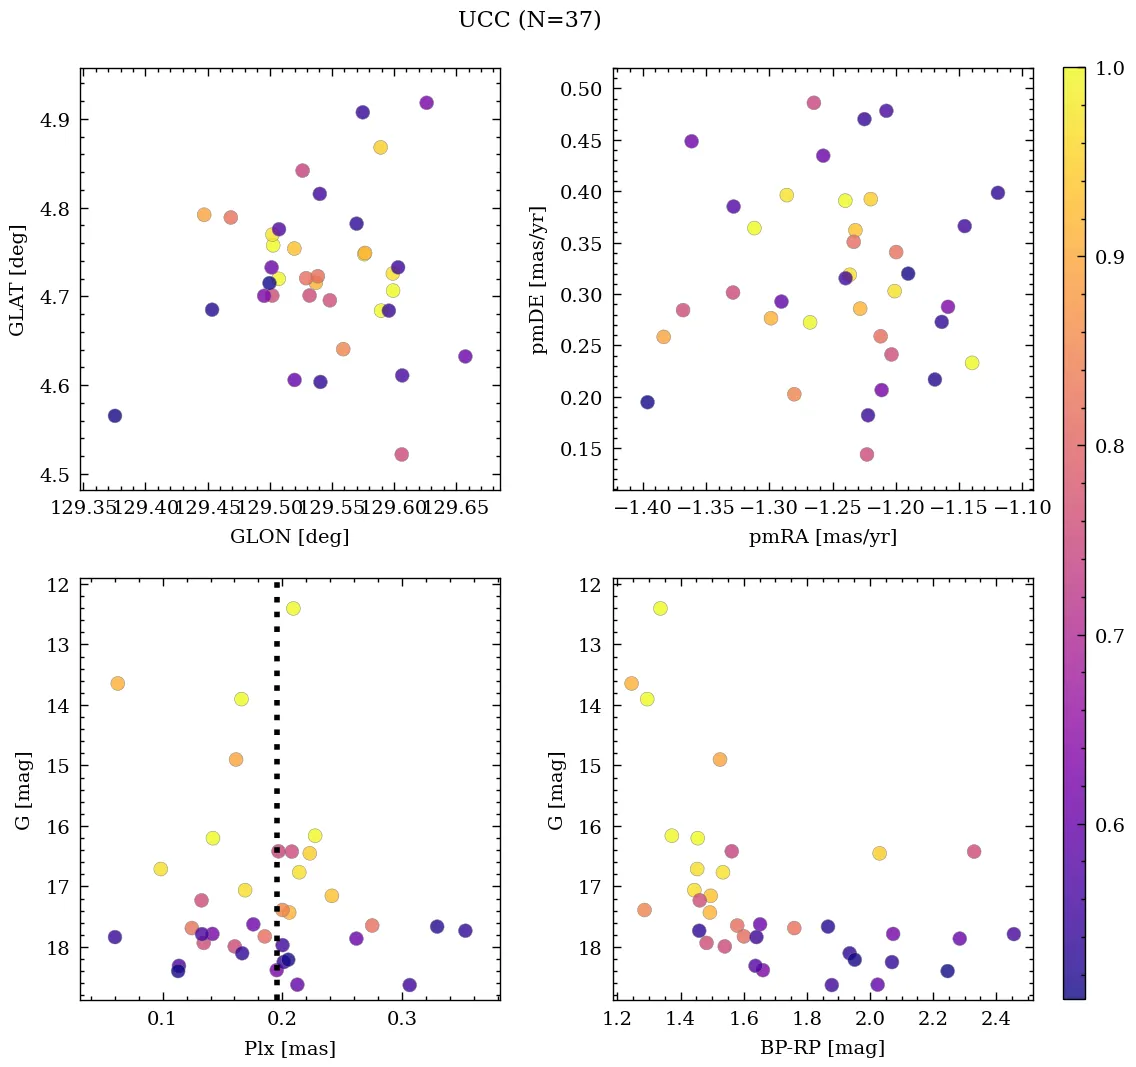 UCC (N=37)
4.9
4.8
4.7
4.6
4.5
GLAT [deg]
129.35 129.40 129.45 129.50 129.55 129.60 129.65
GLON [deg]
0.50
0.45
0.40
0.35
0.30
0.25
0.20
0.15
pmDE [mas/yr]
−1.40 −1.35 −1.30 −1.25 −1.20 −1.15 −1.10
pmRA [mas/yr]
12
13
14
15
16
17
18
G [mag]
0.1 0.2 0.3
Plx [mas]
12
13
14
15
16
17
18
G [mag]
1.2 1.4 1.6 1.8 2.0 2.2 2.4
BP-RP [mag]
1.0
0.9
0.8
0.7
0.6